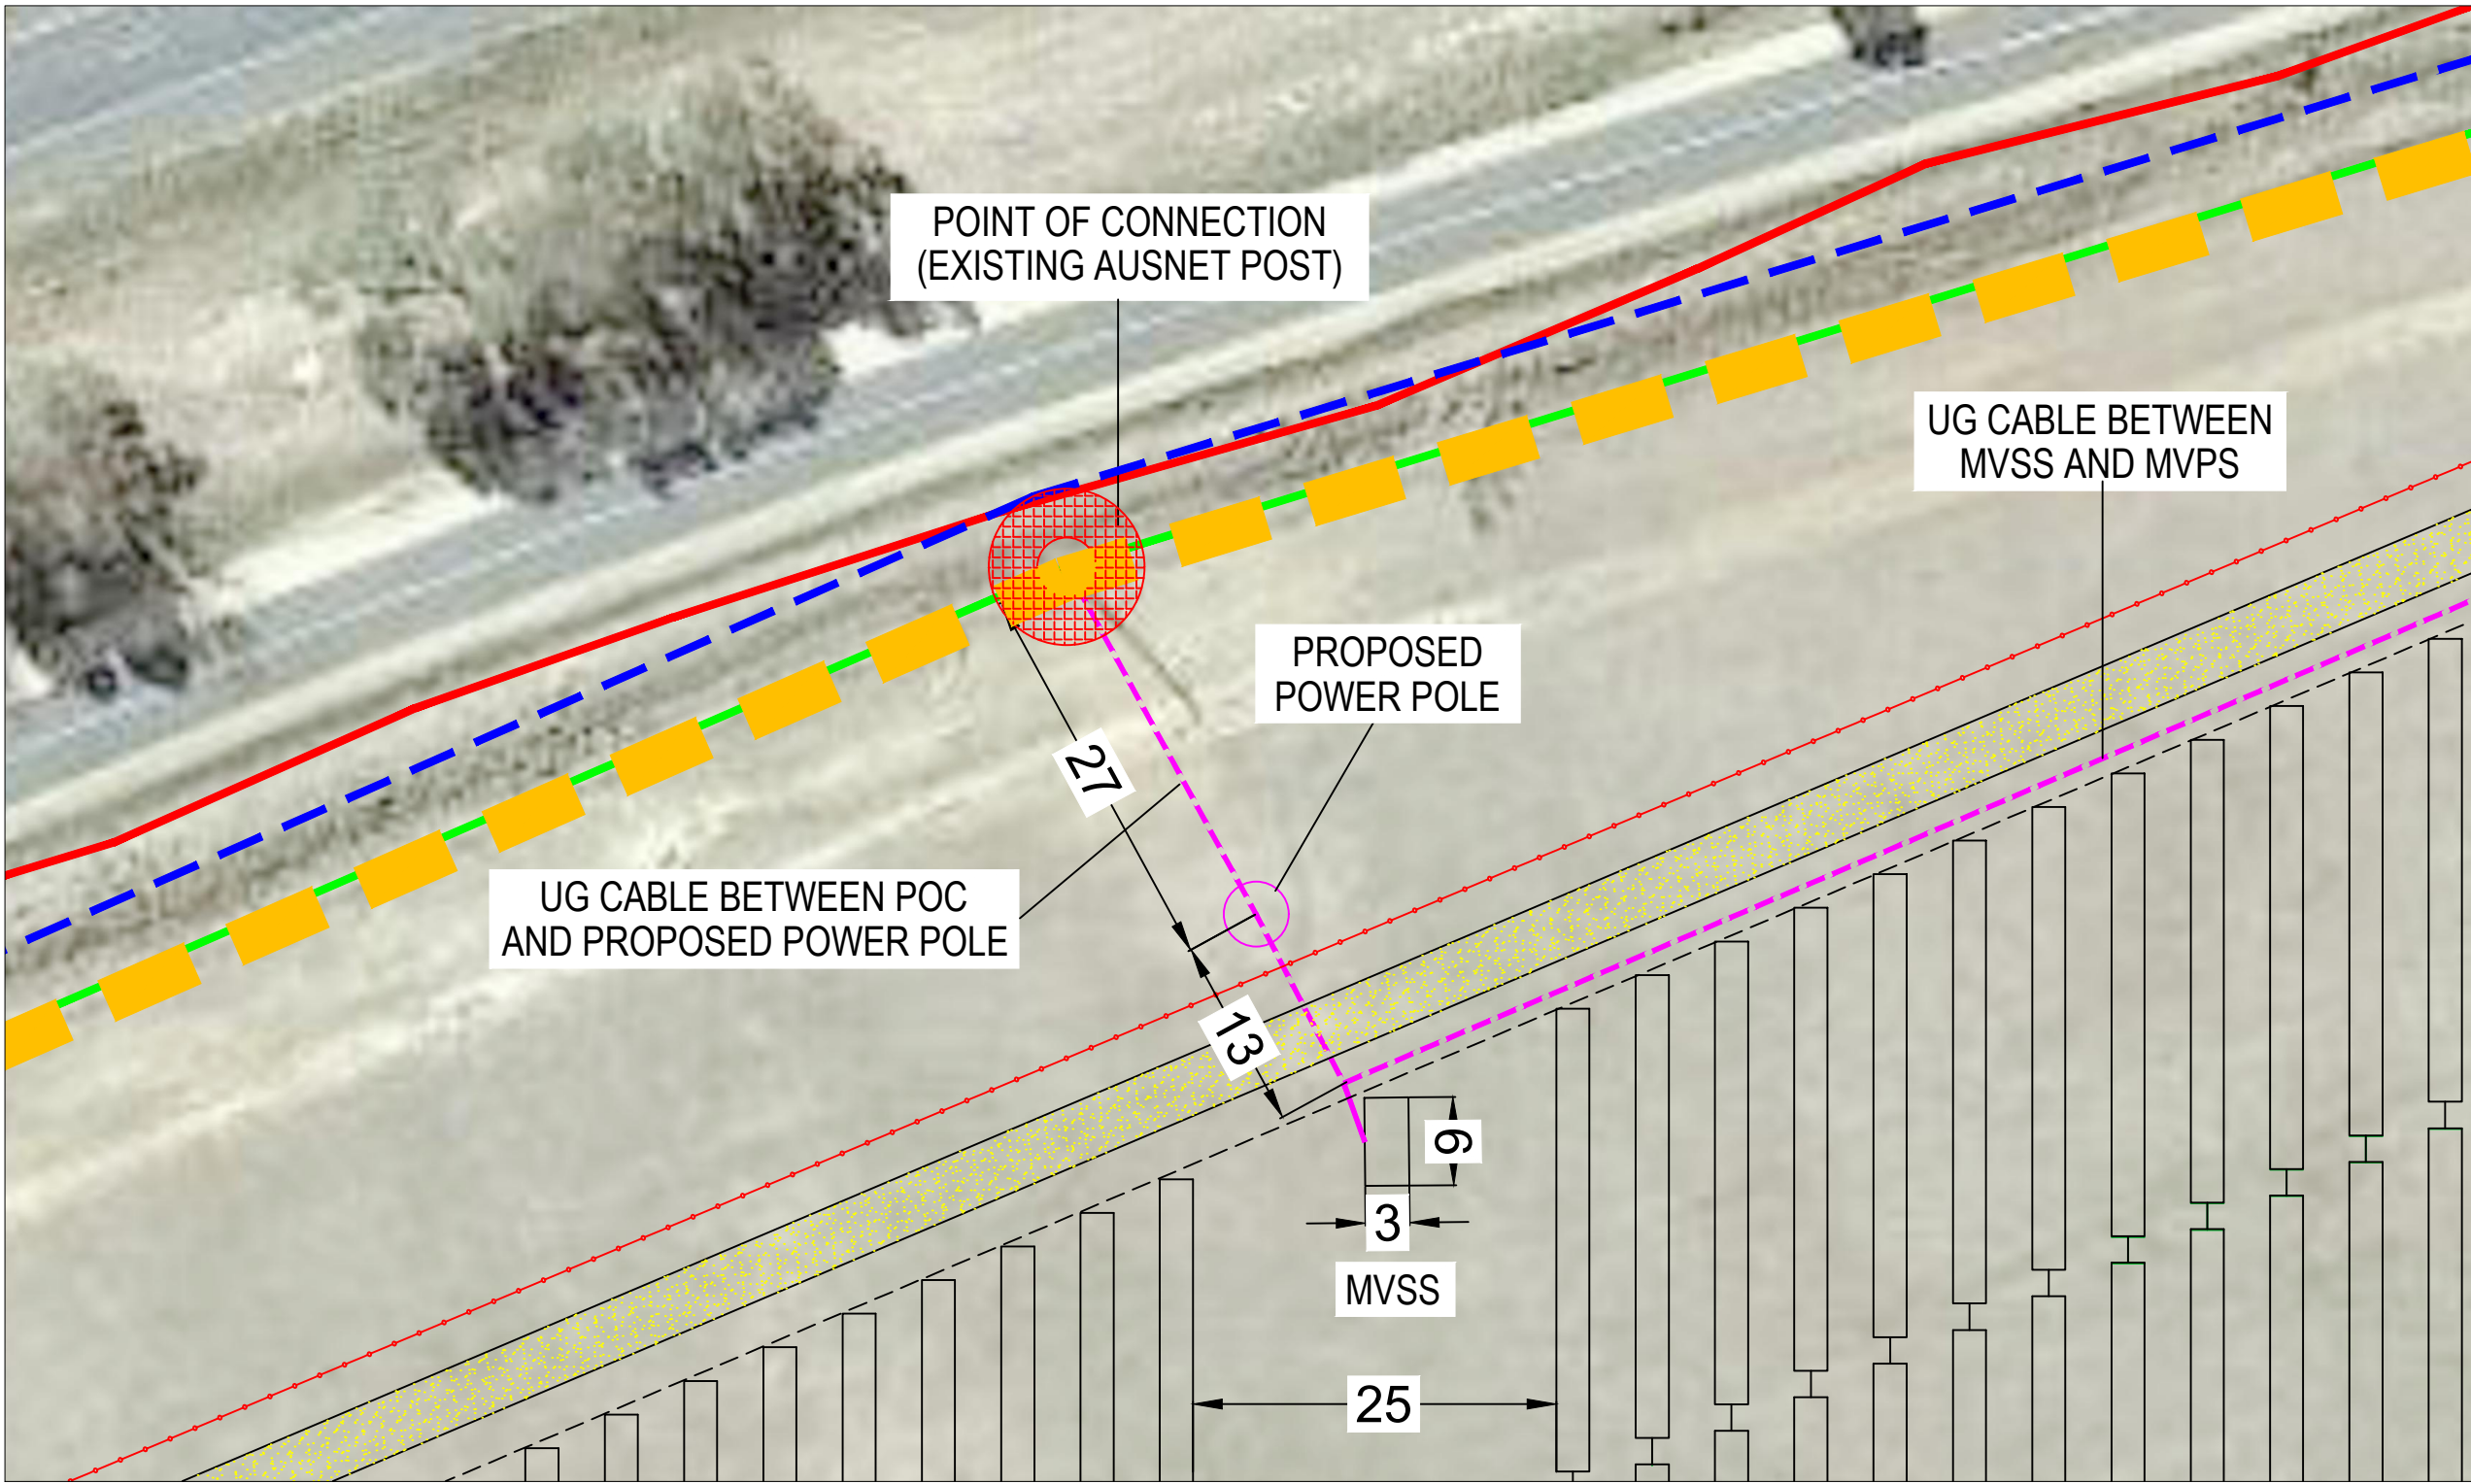 POINT OF CONNECTION
(EXISTING AUSNET POST)
UG CABLE BETWEEN
MVSS AND MVPS
PROPOSED
POWER POLE
27
UG CABLE BETWEEN POC
AND PROPOSED POWER POLE
13
6
3
MVSS
25